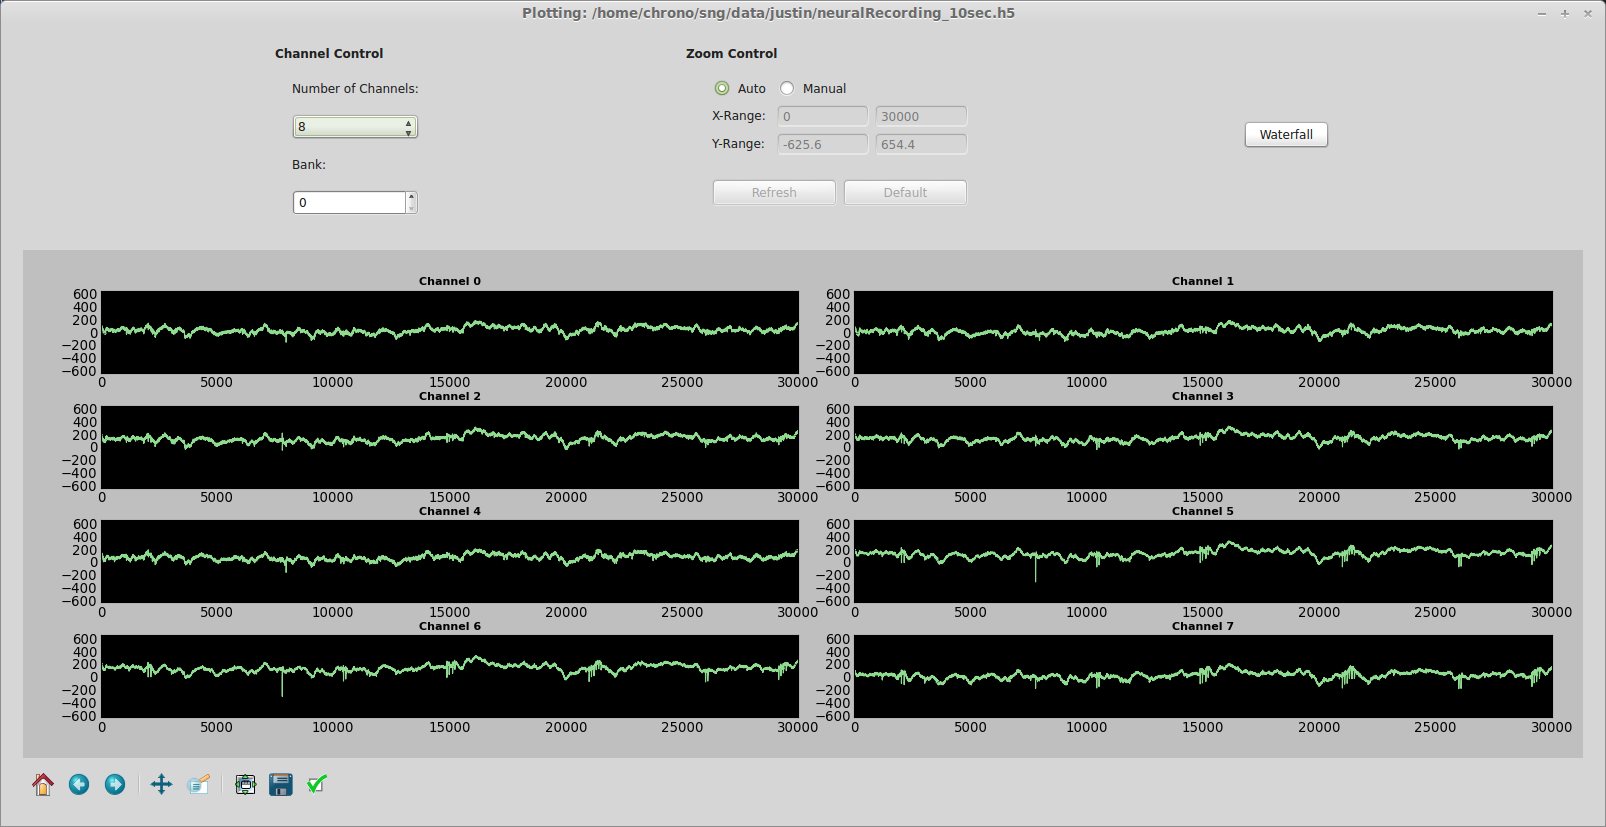 Plotting: /home/chrono/sng/data/justin/neuralRecording_10sec.h5
Channel Control
Number of Channels:
8
Bank:
0
Zoom Control
Auto Manual
X-Range: 0 30000
Y-Range: -625.6 654.4
Refresh Default
Waterfall
Channel 0
600
400
200
0
−200
−400
−600
0 5000 10000 15000 20000 25000 30000
Channel 1
600
400
200
0
−200
−400
−600
0 5000 10000 15000 20000 25000 30000
Channel 2
600
400
200
0
−200
−400
−600
0 5000 10000 15000 20000 25000 30000
Channel 3
600
400
200
0
−200
−400
−600
0 5000 10000 15000 20000 25000 30000
Channel 4
600
400
200
0
−200
−400
−600
0 5000 10000 15000 20000 25000 30000
Channel 5
600
400
200
0
−200
−400
−600
0 5000 10000 15000 20000 25000 30000
Channel 6
600
400
200
0
−200
−400
−600
0 5000 10000 15000 20000 25000 30000
Channel 7
600
400
200
0
−200
−400
−600
0 5000 10000 15000 20000 25000 30000